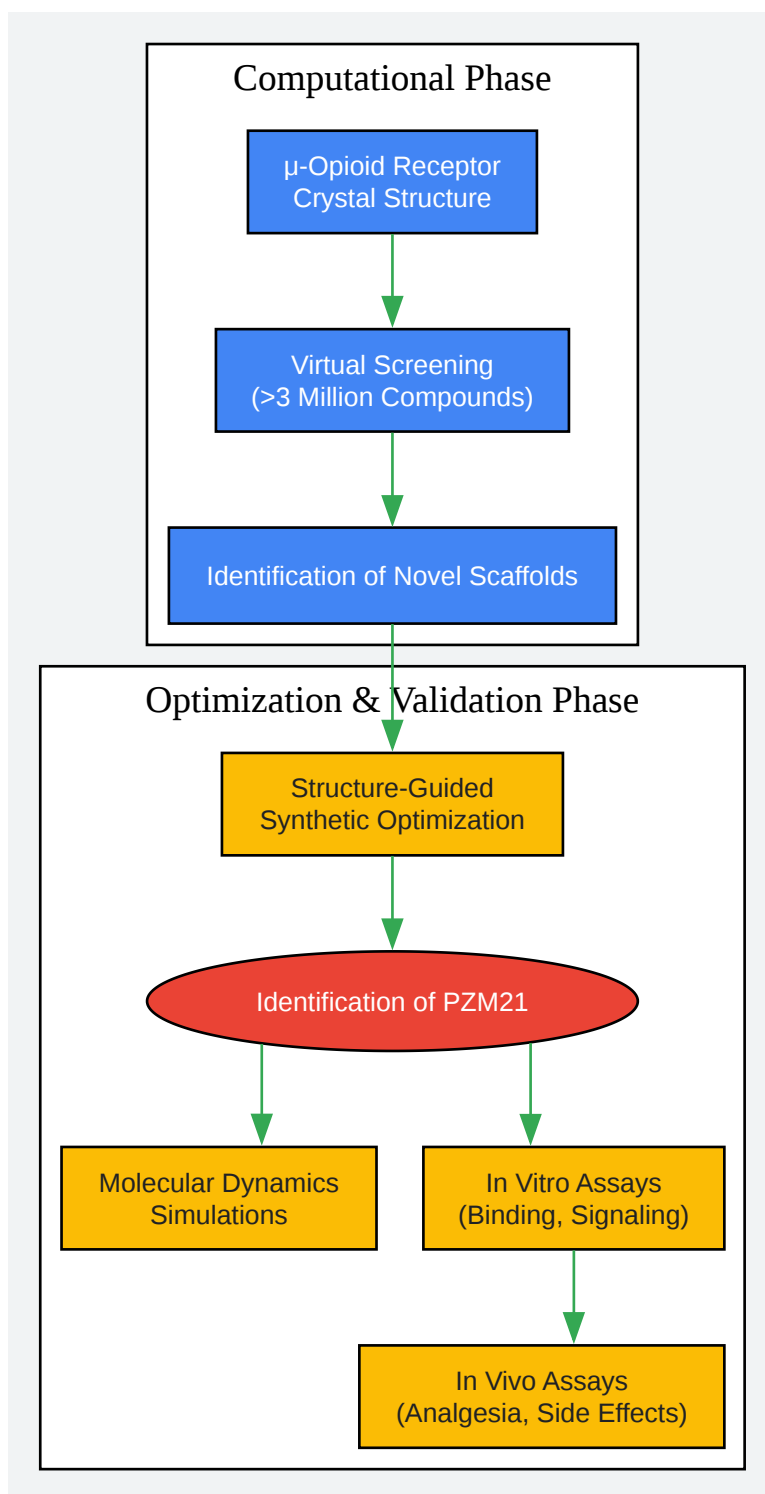 Computational Phase
μ-Opioid Receptor
Crystal Structure
Virtual Screening
(>3 Million Compounds)
Identification of Novel Scaffolds
Optimization & Validation Phase
Structure-Guided
Synthetic Optimization
Identification of PZM21
Molecular Dynamics
Simulations
In Vitro Assays
(Binding, Signaling)
In Vivo Assays
(Analgesia, Side Effects)